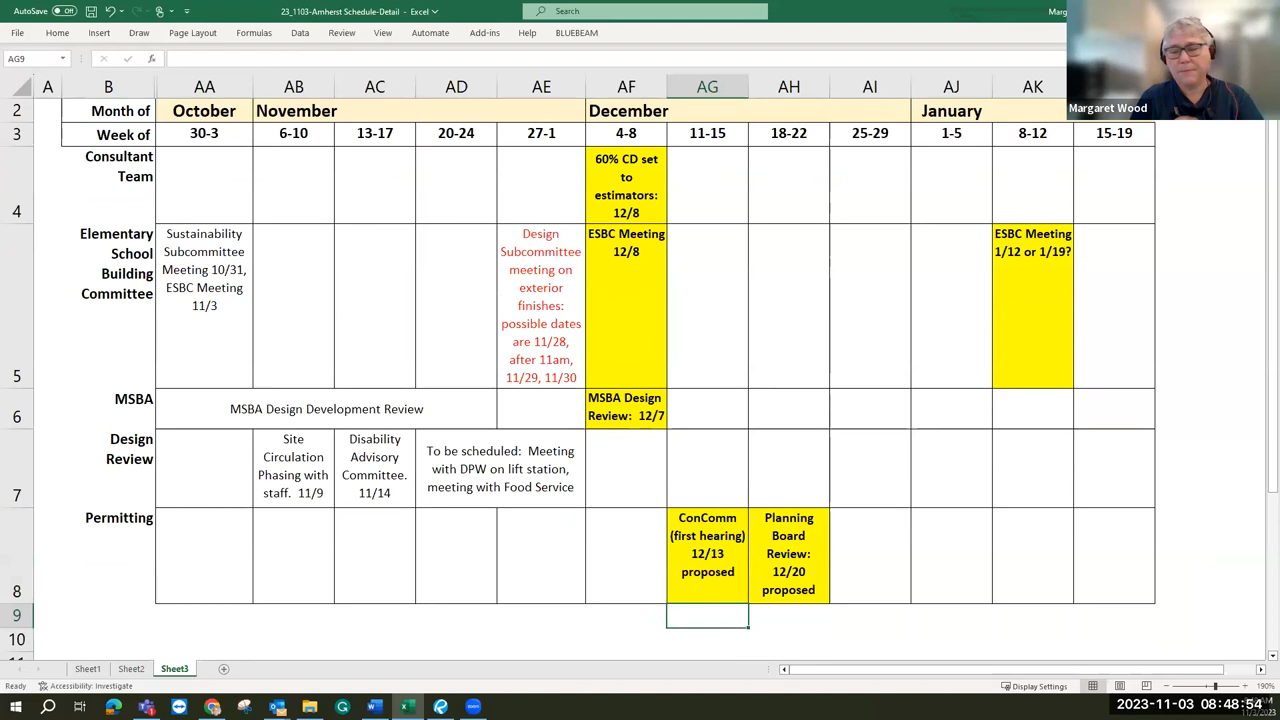 AutoSave Off 23_1103-Amherst Schedule-Detail - Excel Search
File Home Insert Draw Page Layout Formulas Data Review View Automate Add-ins Help BLUEBEAM
AG9 fx
Margaret Wood
A B AA AB AC AD AE AF AG AH AI AJ AK
2 Month of October November December January
3 Week of 30-3 6-10 13-17 20-24 27-1 4-8 11-15 18-22 25-29 1-5 8-12 15-19
Consultant
Team
60% CD set
to
estimators:
12/8
4
Elementary
School
Building
Committee
Sustainability
Subcommittee
Meeting 10/31,
ESBC Meeting
11/3
Design
Subcommittee
meeting on
exterior
finishes:
possible dates
are 11/28,
after 11am,
11/29, 11/30
ESBC Meeting
12/8
ESBC Meeting
1/12 or 1/19?
5
MSBA
MSBA Design Development Review
MSBA Design
Review: 12/7
6
Design
Review
Site
Circulation
Phasing with
staff. 11/9
Disability
Advisory
Committee.
11/14
To be scheduled: Meeting
with DPW on lift station,
meeting with Food Service
7
Permitting
ConComm
(first hearing)
12/13
proposed
Planning
Board
Review:
12/20
proposed
8
9
10
Sheet1 Sheet2 Sheet3
Ready Accessibility: Investigate Display Settings 190%
2023-11-03 08:48:54